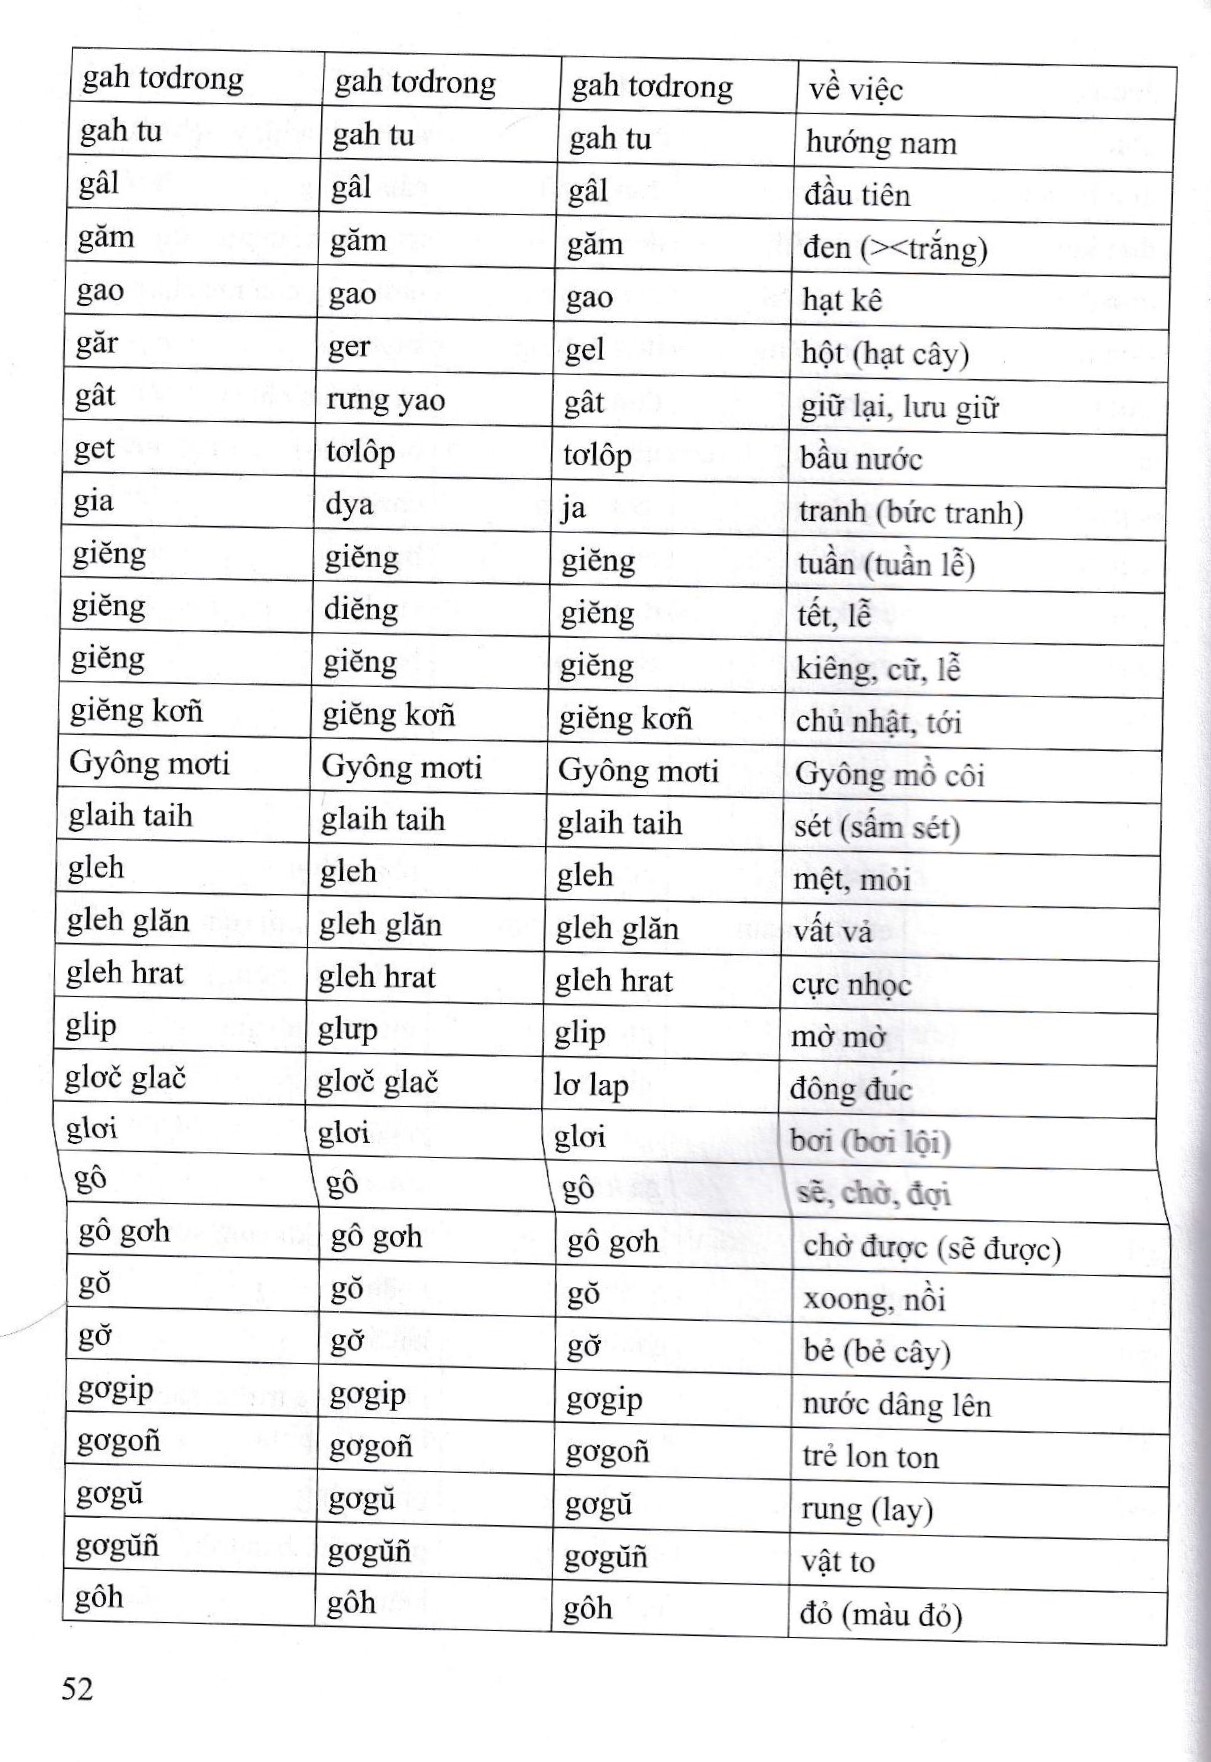 gah tơdrong gah tơdrong gah tơdrong về việc
gah tu gah tu gah tu hướng nam
gâl gâl gâl đầu tiên
găm găm găm đen (><trắng)
gao gao gao hạt kê
găr ger gel hột (hạt cây)
gât rưng yao gât giữ lại, lưu giữ
get tơlôp tơlôp bầu nước
gia dya ja tranh (bức tranh)
giĕng giĕng giĕng tuần (tuần lễ)
giĕng diĕng giĕng tết, lễ
giĕng giĕng giĕng kiêng, cữ, lễ
giĕng kơñ giĕng kơñ giĕng kơñ chủ nhật, tới
Gyông mơti Gyông mơti Gyông mơti Gyông mồ côi
glaih taih glaih taih glaih taih sét (sấm sét)
gleh gleh gleh mệt, mỏi
gleh glăn gleh glăn gleh glăn vất vả
gleh hrat gleh hrat gleh hrat cực nhọc
glip glưp glip mờ mờ
glơč glač glơč glač lơ lap đông đúc
glơi glơi glơi bơi (bơi lội)
gô gô gô sẽ, chờ, đợi
gô gơh gô gơh gô gơh chờ được (sẽ được)
gŏ gŏ gŏ xoong, nồi
gơ̆ gơ̆ gơ̆ bẻ (bẻ cây)
gơgip gơgip gơgip nước dâng lên
gơgoñ gơgoñ gơgoñ trẻ lon ton
gơgŭ gơgŭ gơgŭ rung (lay)
gơgŭñ gơgŭñ gơgŭñ vật to
gôh gôh gôh đỏ (màu đỏ)
52